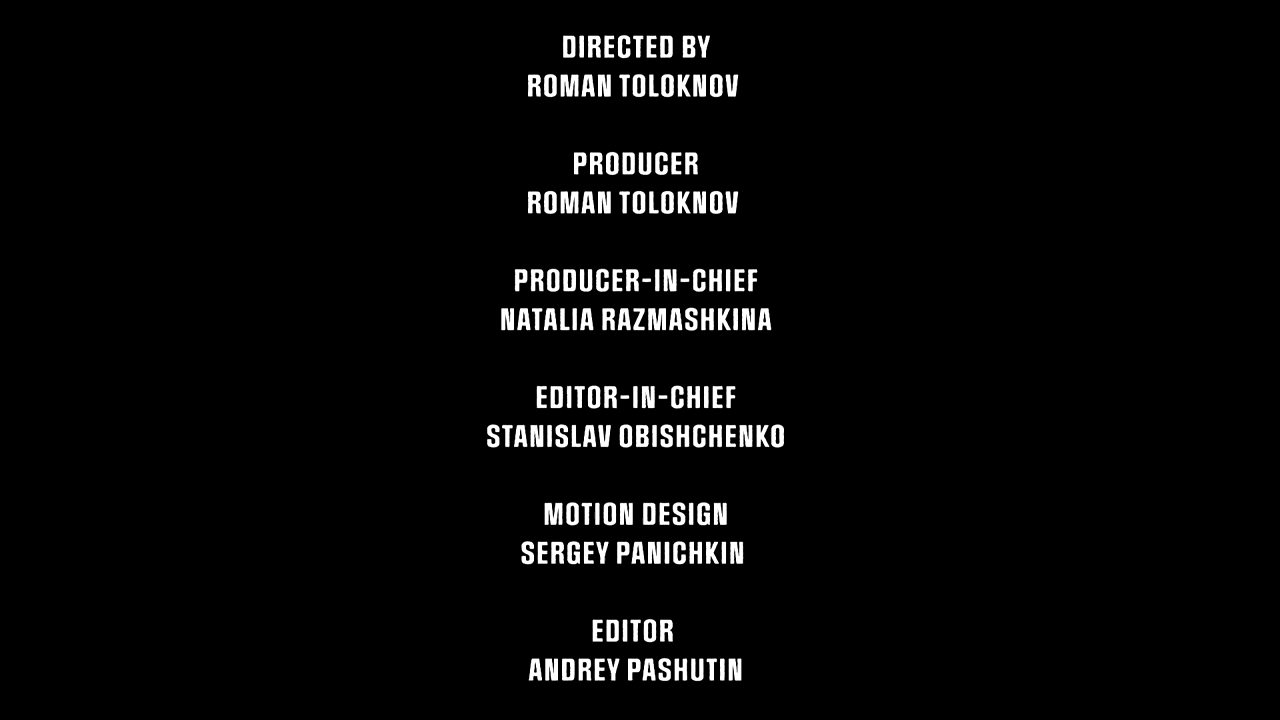 DIRECTED BY
ROMAN TOLOKNOV
PRODUCER
ROMAN TOLOKNOV
PRODUCER-IN-CHIEF
NATALIA RAZMASHKINA
EDITOR-IN-CHIEF
STANISLAV OBISHCHENKO
MOTION DESIGN
SERGEY PANICHKIN
EDITOR
ANDREY PASHUTIN